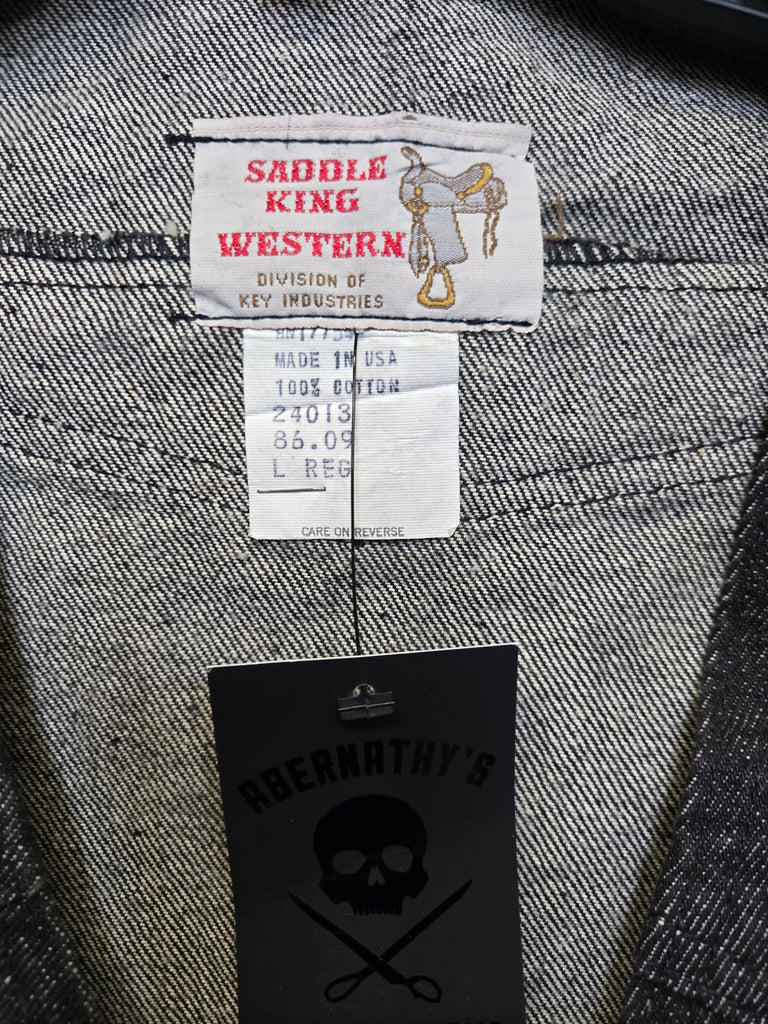 SADDLE
KING
WESTERN
DIVISION OF
KEY INDUSTRIES
MADE IN USA
100% COTTON
24013
86.09
L REG
CARE ON REVERSE
ABERNATHY'S